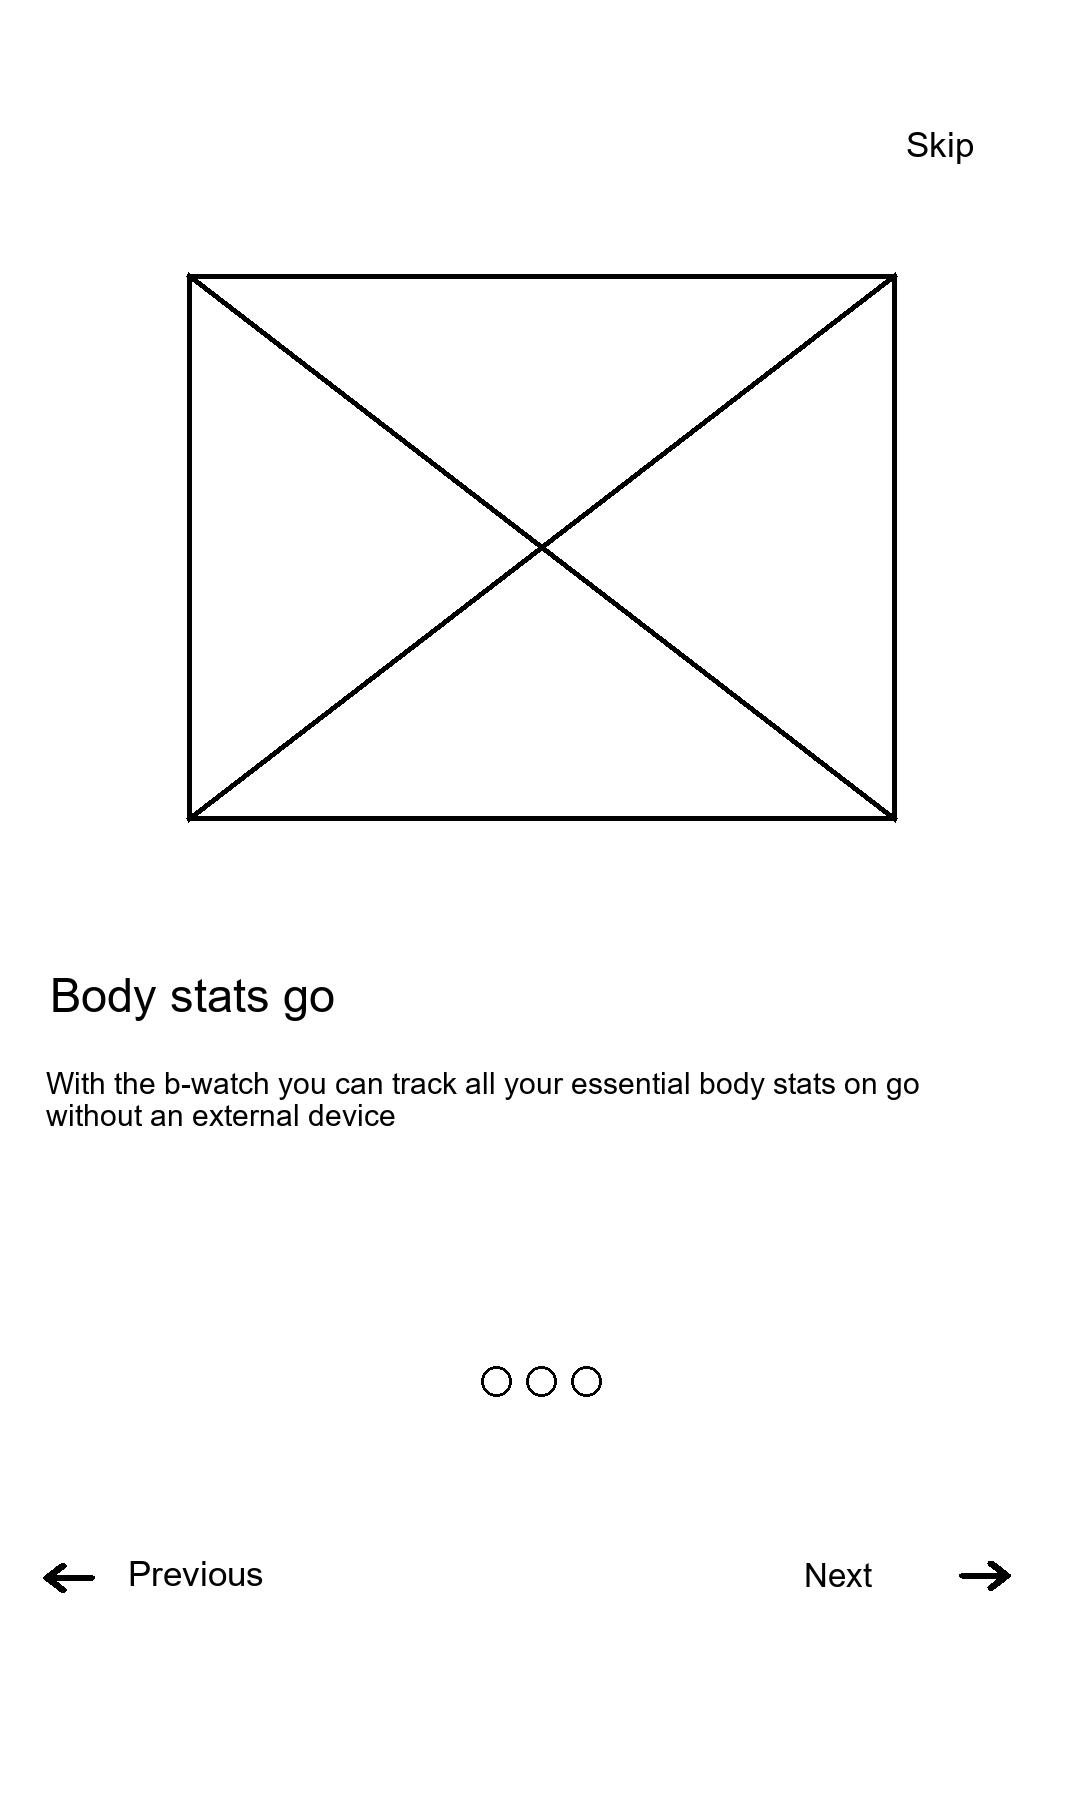 Skip
Body stats go
With the b-watch you can track all your essential body stats on go
without an external device
Previous
Next